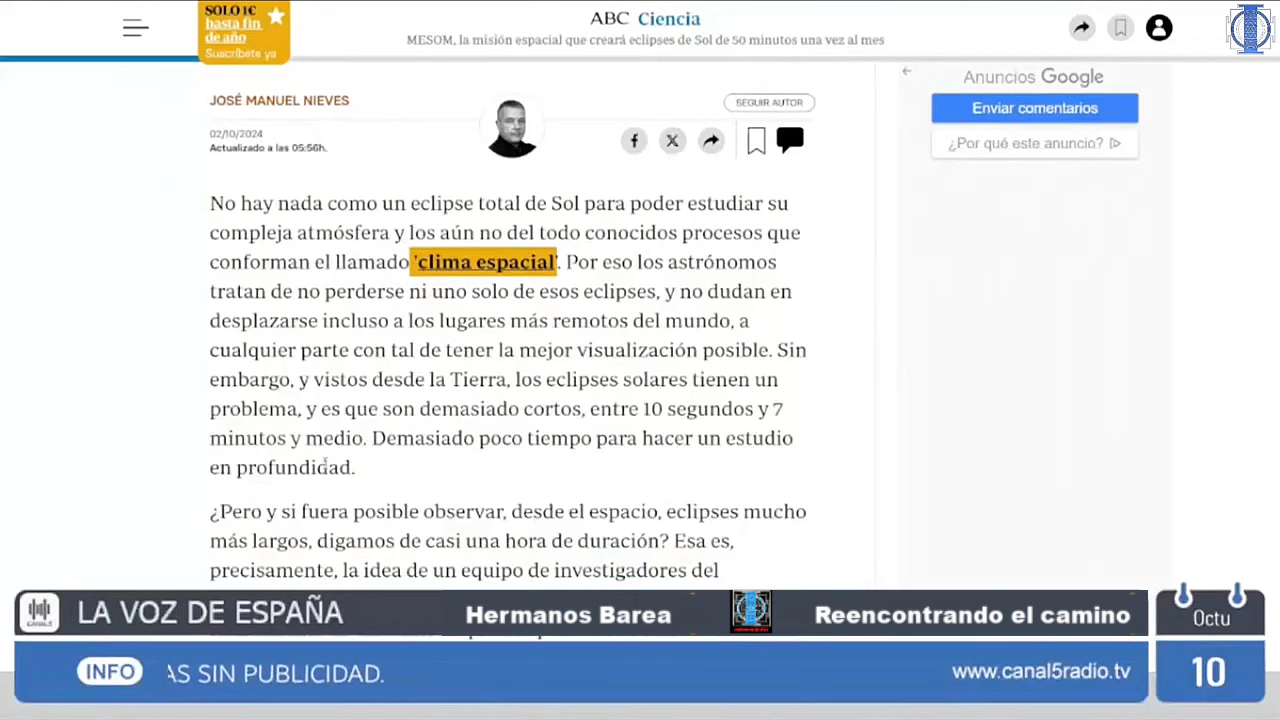 SOLO 1€
hasta fin
de año
Suscríbete ya
ABC Ciencia
MESOM, la misión espacial que creará eclipses de Sol de 50 minutos una vez al mes
JOSÉ MANUEL NIEVES
SEGUIR AUTOR
02/10/2024
Actualizado a las 05:56h.
No hay nada como un eclipse total de Sol para poder estudiar su
compleja atmósfera y los aún no del todo conocidos procesos que
conforman el llamado 'clima espacial'. Por eso los astrónomos
tratan de no perderse ni uno solo de esos eclipses, y no dudan en
desplazarse incluso a los lugares más remotos del mundo, a
cualquier parte con tal de tener la mejor visualización posible. Sin
embargo, y vistos desde la Tierra, los eclipses solares tienen un
problema, y es que son demasiado cortos, entre 10 segundos y 7
minutos y medio. Demasiado poco tiempo para hacer un estudio
en profundidad.
¿Pero y si fuera posible observar, desde el espacio, eclipses mucho
más largos, digamos de casi una hora de duración? Esa es,
precisamente, la idea de un equipo de investigadores del
Anuncios Google
Enviar comentarios
¿Por qué este anuncio?
LA VOZ DE ESPAÑA
Hermanos Barea
Reencontrando el camino
Octu
10
INFO
AS SIN PUBLICIDAD.
www.canal5radio.tv